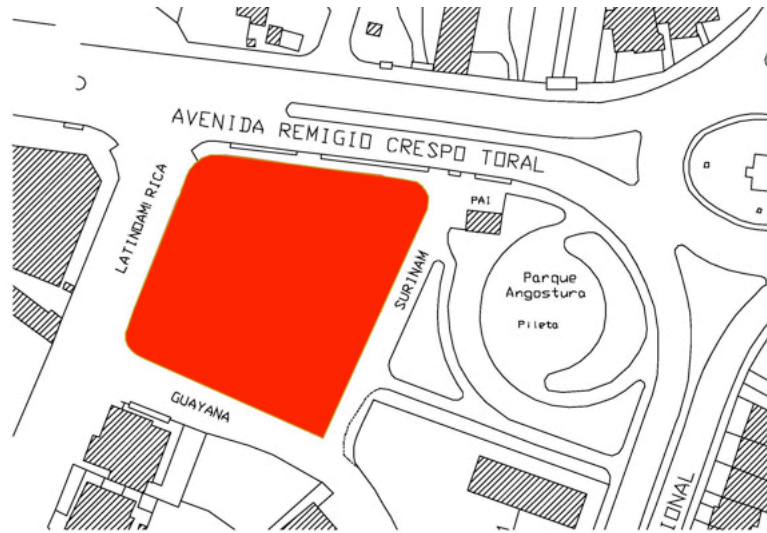 AVENIDA REMIGIO CRESPO TORAL
LATINOAMERICA
PAI
SURINAM
Parque
Angostura
Pileta
GUAYANA
IONAL